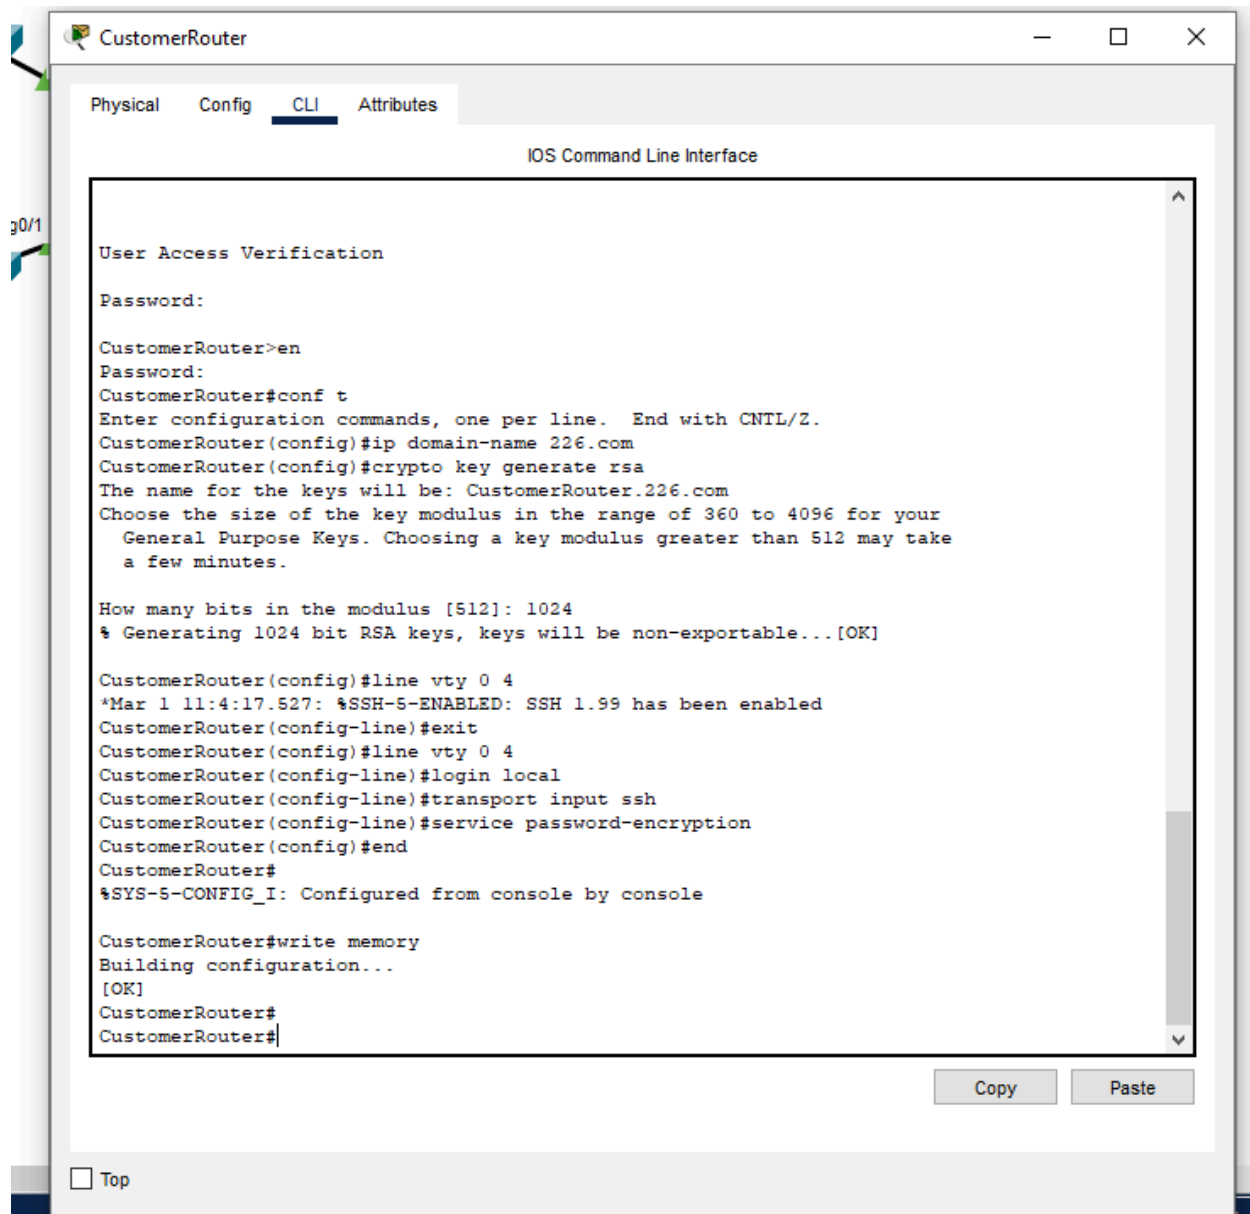 CustomerRouter
Physical Config CLI Attributes
IOS Command Line Interface
g0/1
User Access Verification
Password:
CustomerRouter>en
Password:
CustomerRouter#conf t
Enter configuration commands, one per line.  End with CNTL/Z.
CustomerRouter(config)#ip domain-name 226.com
CustomerRouter(config)#crypto key generate rsa
The name for the keys will be: CustomerRouter.226.com
Choose the size of the key modulus in the range of 360 to 4096 for your
  General Purpose Keys. Choosing a key modulus greater than 512 may take
  a few minutes.
How many bits in the modulus [512]: 1024
% Generating 1024 bit RSA keys, keys will be non-exportable...[OK]
CustomerRouter(config)#line vty 0 4
*Mar 1 11:4:17.527: %SSH-5-ENABLED: SSH 1.99 has been enabled
CustomerRouter(config-line)#exit
CustomerRouter(config)#line vty 0 4
CustomerRouter(config-line)#login local
CustomerRouter(config-line)#transport input ssh
CustomerRouter(config-line)#service password-encryption
CustomerRouter(config)#end
CustomerRouter#
%SYS-5-CONFIG_I: Configured from console by console
CustomerRouter#write memory
Building configuration...
[OK]
CustomerRouter#
CustomerRouter#
Copy Paste
Top